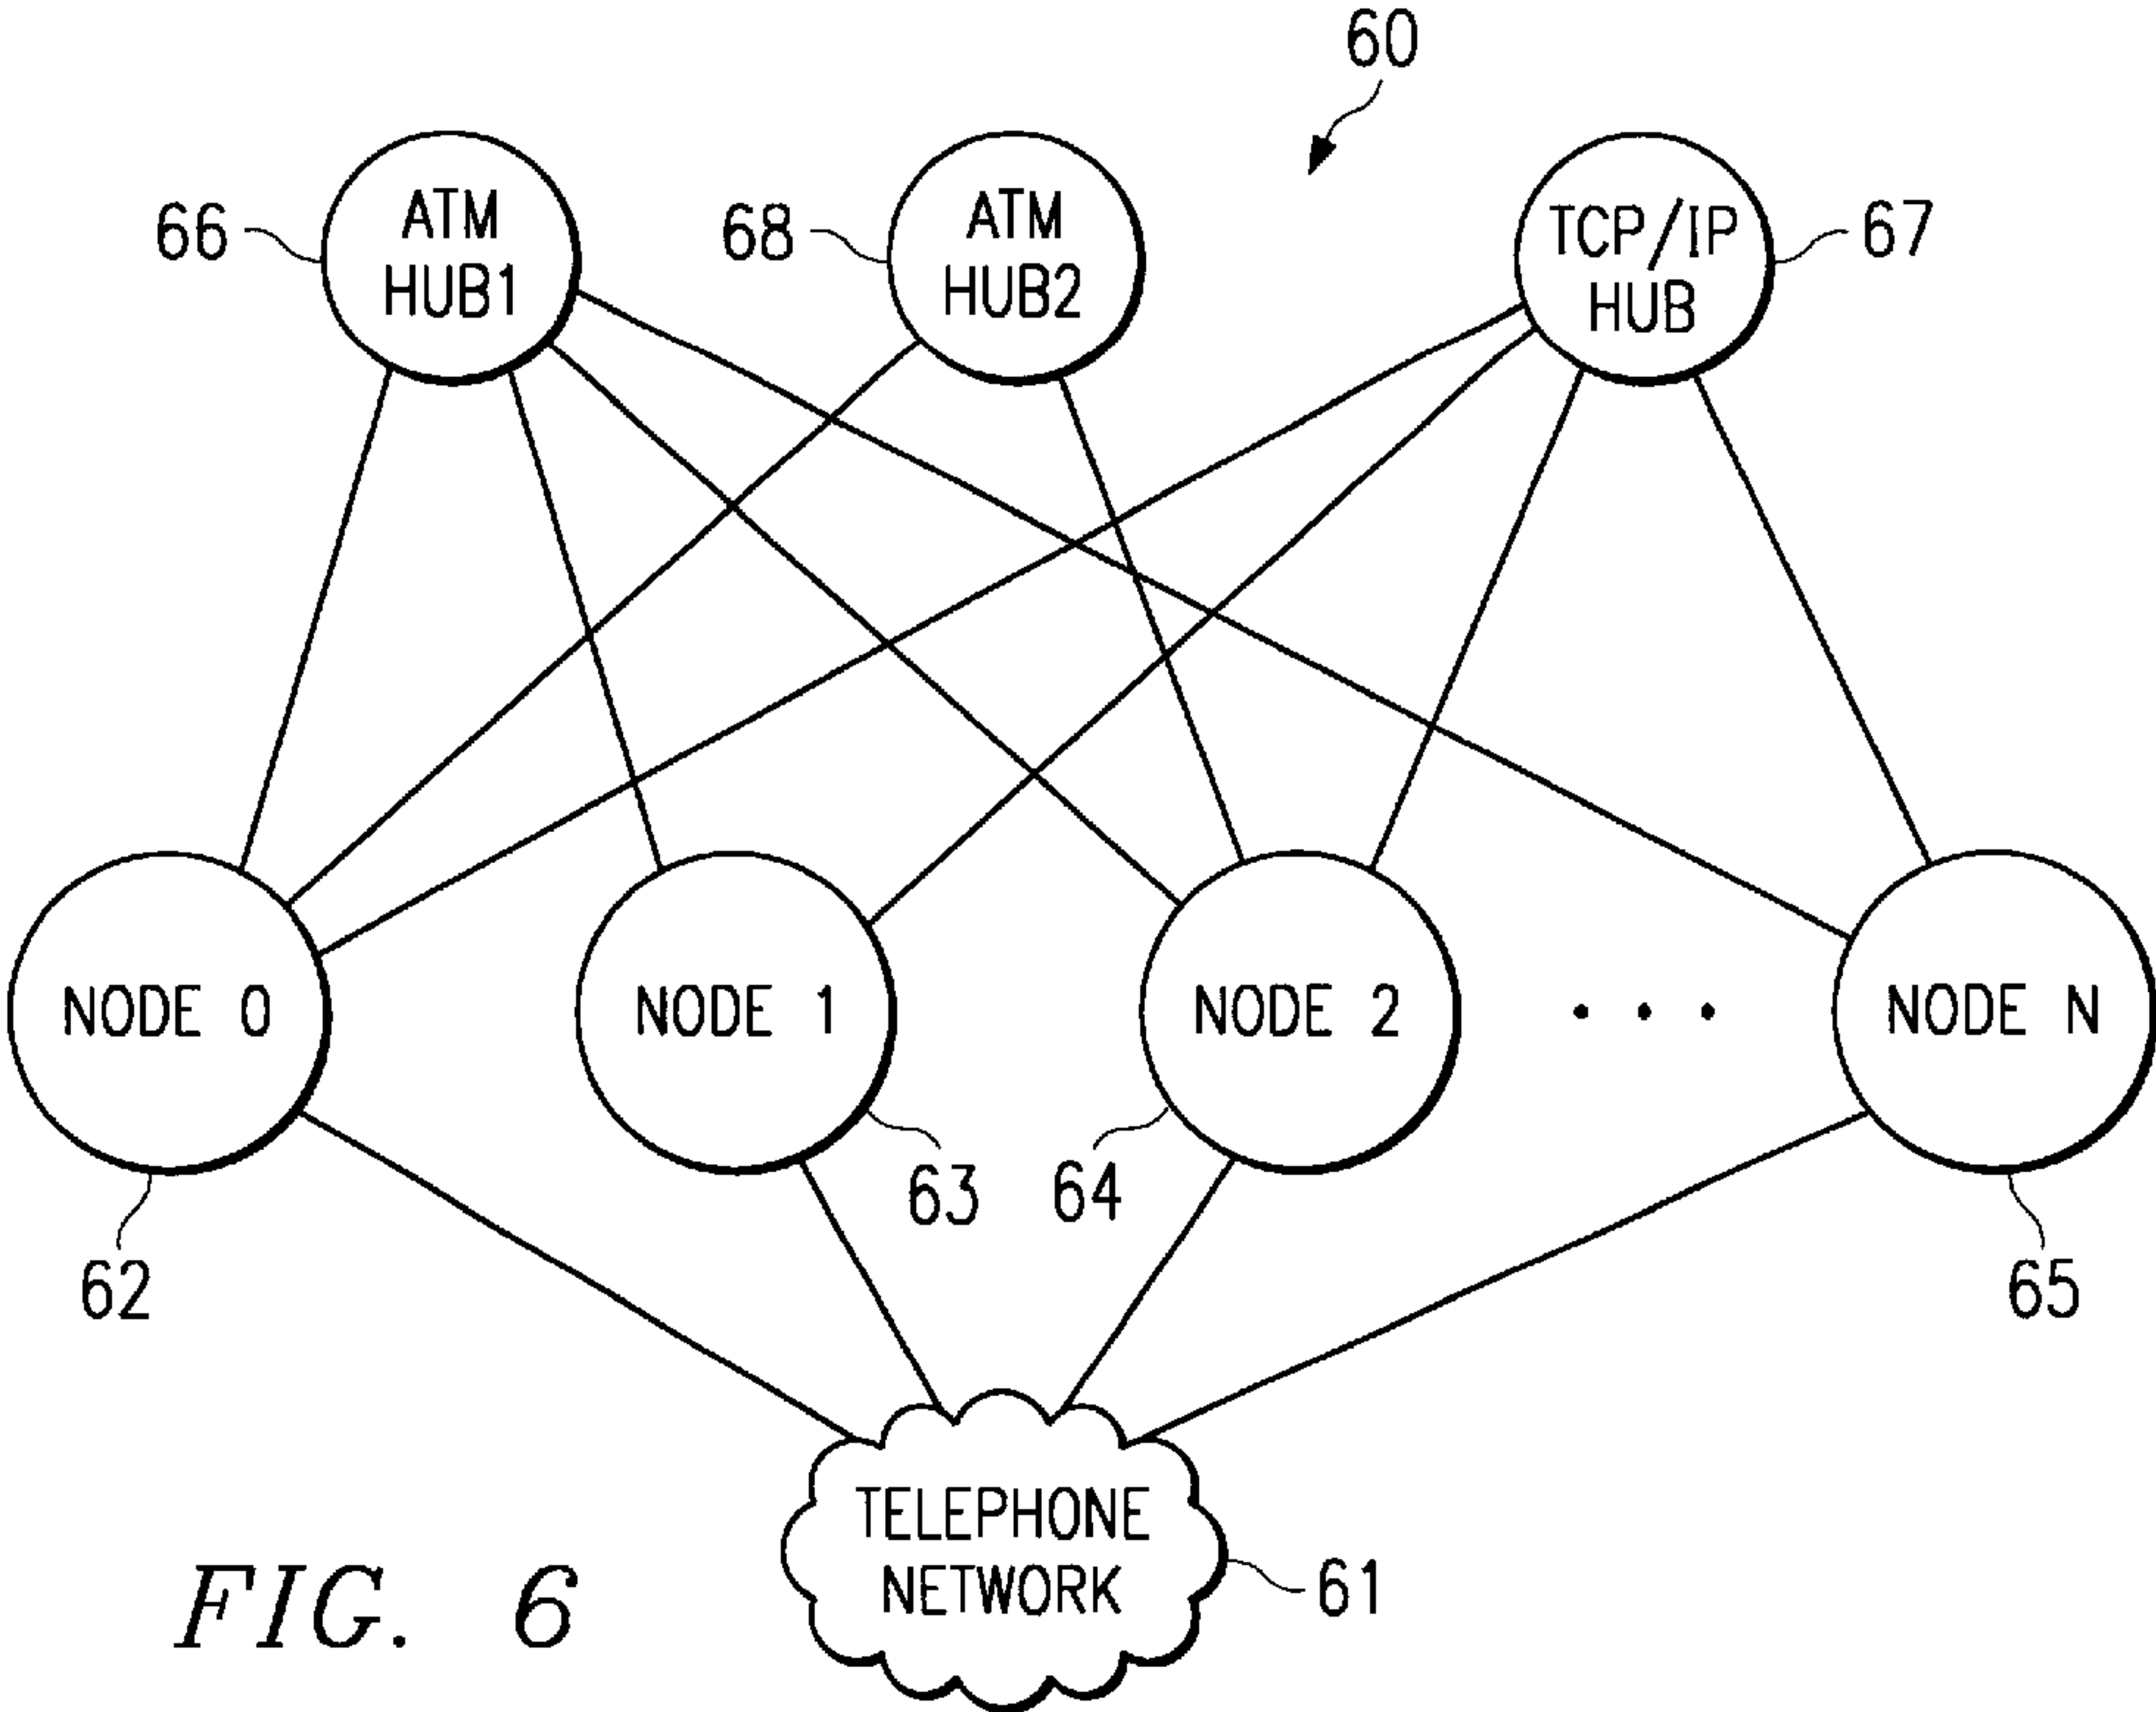 60
66
ATM
HUB1
68
ATM
HUB2
TCP/IP
HUB
67
NODE 0
NODE 1
NODE 2
. . .
NODE N
62
63
64
65
TELEPHONE
NETWORK
61
FIG. 6